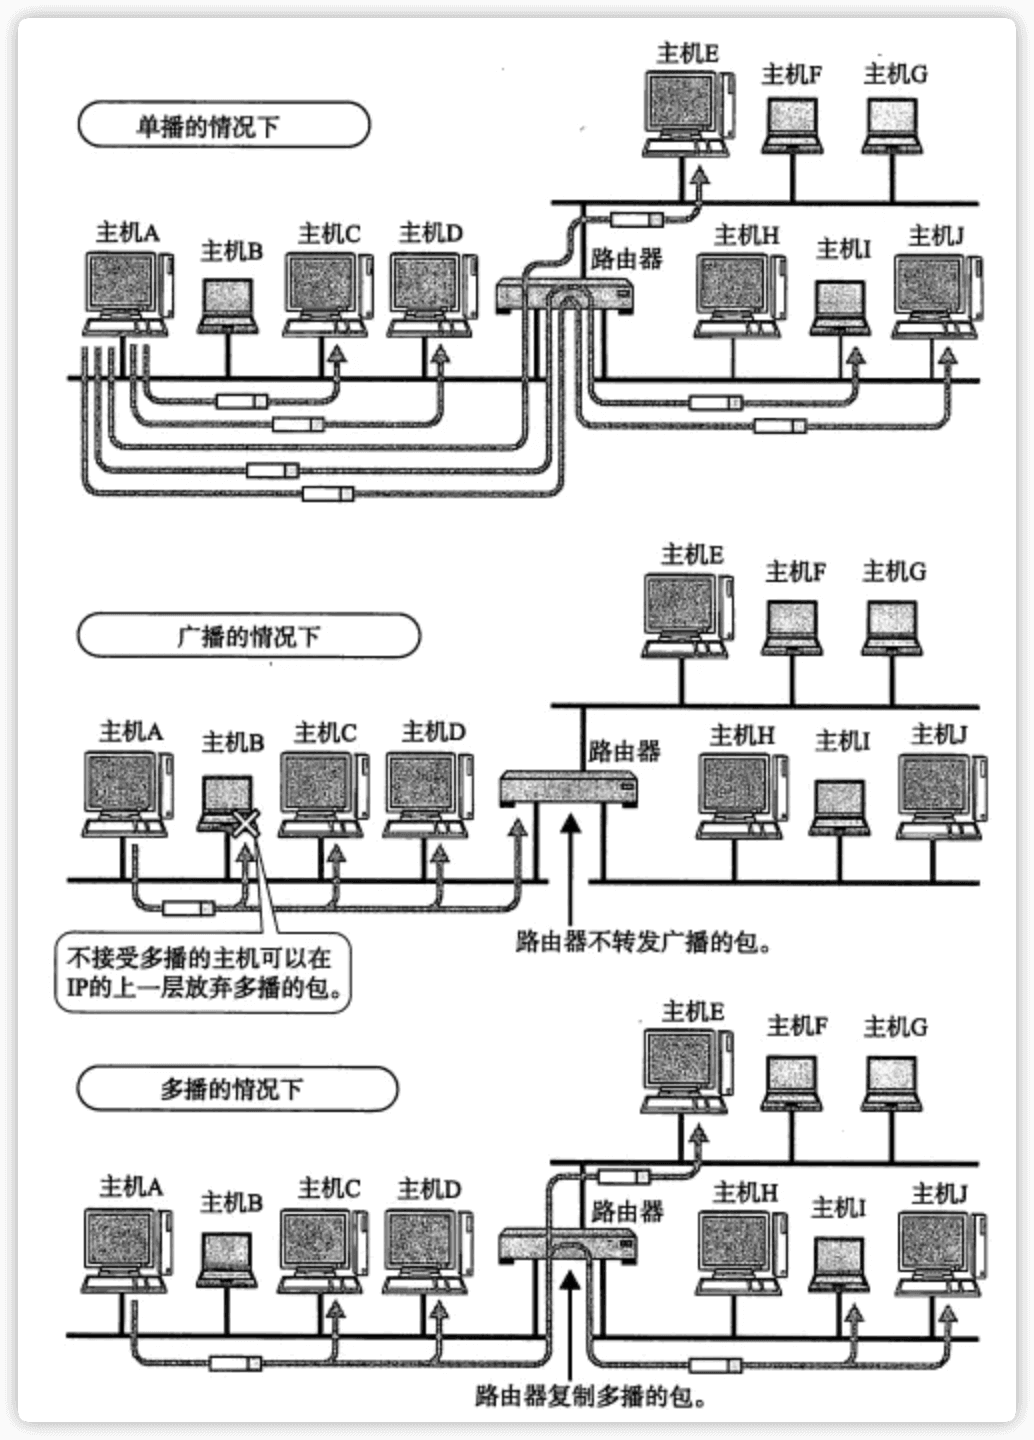 单播的情况下
主机E
主机F
主机G
主机A
主机B
主机C
主机D
路由器
主机H
主机I
主机J
广播的情况下
主机E
主机F
主机G
主机A
主机B
主机C
主机D
路由器
主机H
主机I
主机J
不接受多播的主机可以在
IP的上一层放弃多播的包。
路由器不转发广播的包。
多播的情况下
主机E
主机F
主机G
主机A
主机B
主机C
主机D
路由器
主机H
主机I
主机J
路由器复制多播的包。